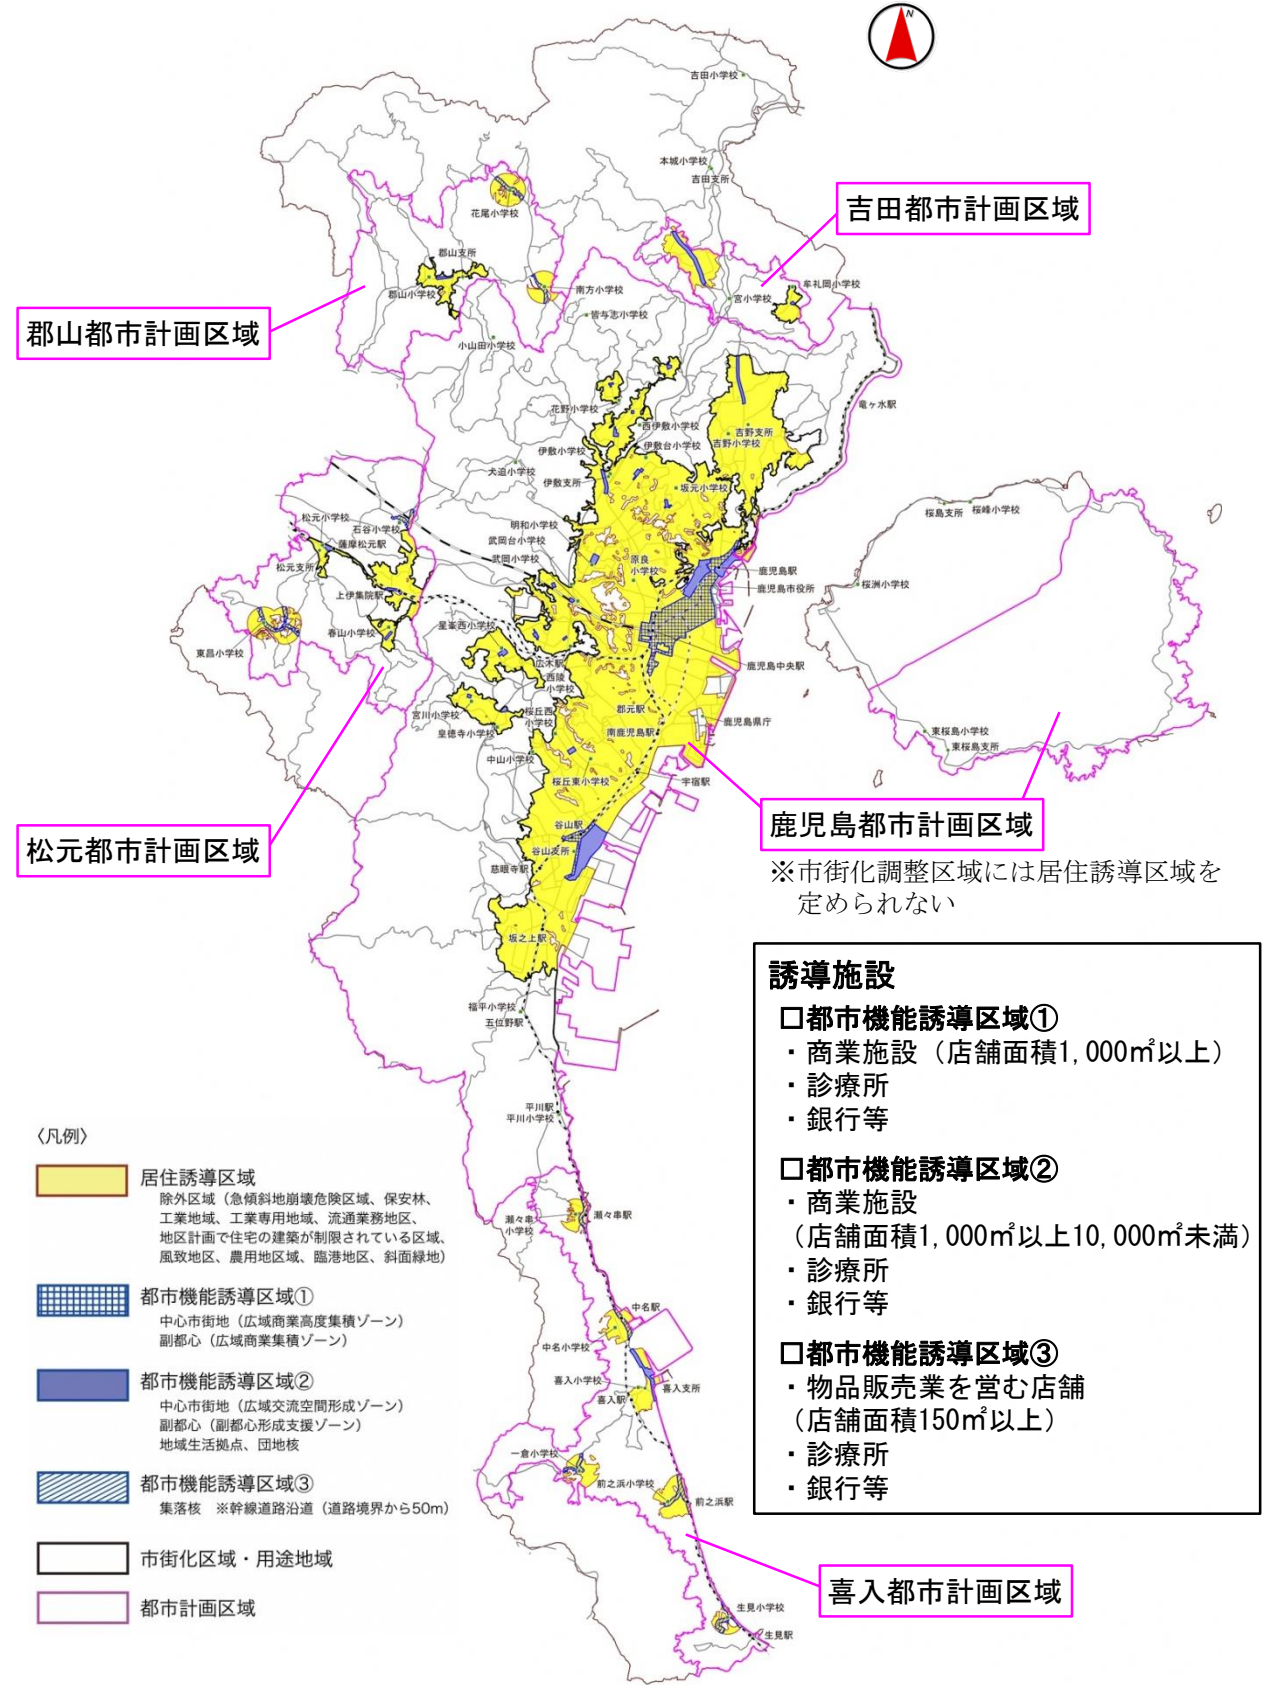 N
吉田小学校
本城小学校
吉田支所
吉田都市計画区域
花尾小学校
郡山支所
郡山小学校
南方小学校
皆与志小学校
小山田小学校
宮小学校
牟礼岡小学校
郡山都市計画区域
竜ヶ水駅
花野小学校
西伊敷小学校
伊敷台小学校
伊敷小学校
伊敷支所
吉野支所
吉野小学校
犬迫小学校
坂元小学校
桜島支所
桜峰小学校
桜洲小学校
松元小学校
石谷小学校
薩摩松元駅
松元支所
上伊集院駅
春山小学校
東昌小学校
明和小学校
武岡台小学校
武岡小学校
原良
小学校
鹿児島駅
鹿児島市役所
星峯西小学校
広木駅
西陵
小学校
鹿児島中央駅
宮川小学校
皇徳寺小学校
桜丘西
小学校
郡元駅
南鹿児島駅
鹿児島県庁
東桜島小学校
東桜島支所
中山小学校
桜丘東小学校
宇宿駅
松元都市計画区域
谷山駅
谷山支所
慈眼寺駅
鹿児島都市計画区域
※市街化調整区域には居住誘導区域を
定められない
坂之上駅
福平小学校
五位野駅
平川駅
平川小学校
瀬々串
小学校
瀬々串駅
中名駅
中名小学校
喜入小学校
喜入支所
喜入駅
一倉小学校
前之浜小学校
前之浜駅
喜入都市計画区域
生見小学校
生見駅
誘導施設
□都市機能誘導区域①
・商業施設（店舗面積1,000㎡以上）
・診療所
・銀行等
□都市機能誘導区域②
・商業施設
（店舗面積1,000㎡以上10,000㎡未満）
・診療所
・銀行等
□都市機能誘導区域③
・物品販売業を営む店舗
（店舗面積150㎡以上）
・診療所
・銀行等
〈凡例〉
居住誘導区域
除外区域（急傾斜地崩壊危険区域、保安林、
工業地域、工業専用地域、流通業務地区、
地区計画で住宅の建築が制限されている区域、
風致地区、農用地区域、臨港地区、斜面緑地）
都市機能誘導区域①
中心市街地（広域商業高度集積ゾーン）
副都心（広域商業集積ゾーン）
都市機能誘導区域②
中心市街地（広域交流空間形成ゾーン）
副都心（副都心形成支援ゾーン）
地域生活拠点、団地核
都市機能誘導区域③
集落核　※幹線道路沿道（道路境界から50m）
市街化区域・用途地域
都市計画区域